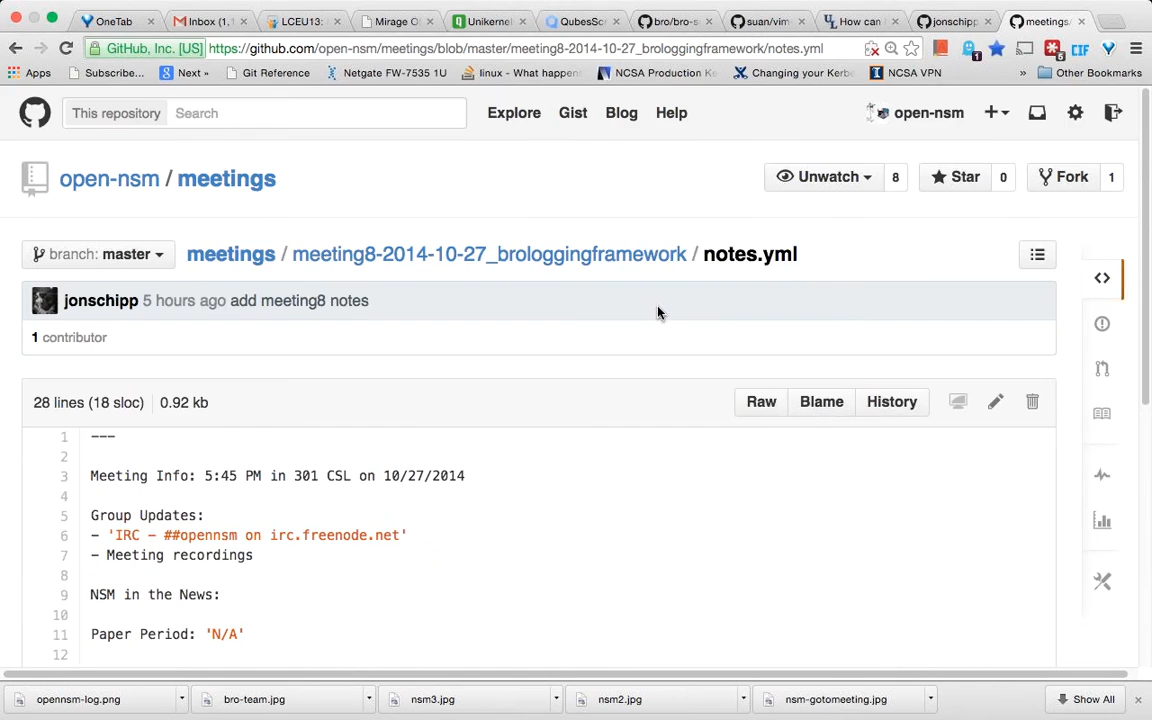 OneTab
Inbox (1,1
LCEU13:
Mirage O
Unikernel
QubesSc
bro/bro-s
suan/vim
How can
jonschipp
meetings
GitHub, Inc. [US] https://github.com/open-nsm/meetings/blob/master/meeting8-2014-10-27_brologgingframework/notes.yml
CIF
Apps Subscribe... Next » Git Reference Netgate FW-7535 1U linux - What happen NCSA Production Ke Changing your Kerbe NCSA VPN » Other Bookmarks
This repository Search Explore Gist Blog Help open-nsm
open-nsm / meetings Unwatch 8 Star 0 Fork 1
branch: master meetings / meeting8-2014-10-27_brologgingframework / notes.yml
jonschipp 5 hours ago add meeting8 notes
1 contributor
28 lines (18 sloc) 0.92 kb Raw Blame History
1 ---
2
3 Meeting Info: 5:45 PM in 301 CSL on 10/27/2014
4
5 Group Updates:
6 - 'IRC - ##opennsm on irc.freenode.net'
7 - Meeting recordings
8
9 NSM in the News:
10
11 Paper Period: 'N/A'
12
opennsm-log.png bro-team.jpg nsm3.jpg nsm2.jpg nsm-gotomeeting.jpg Show All